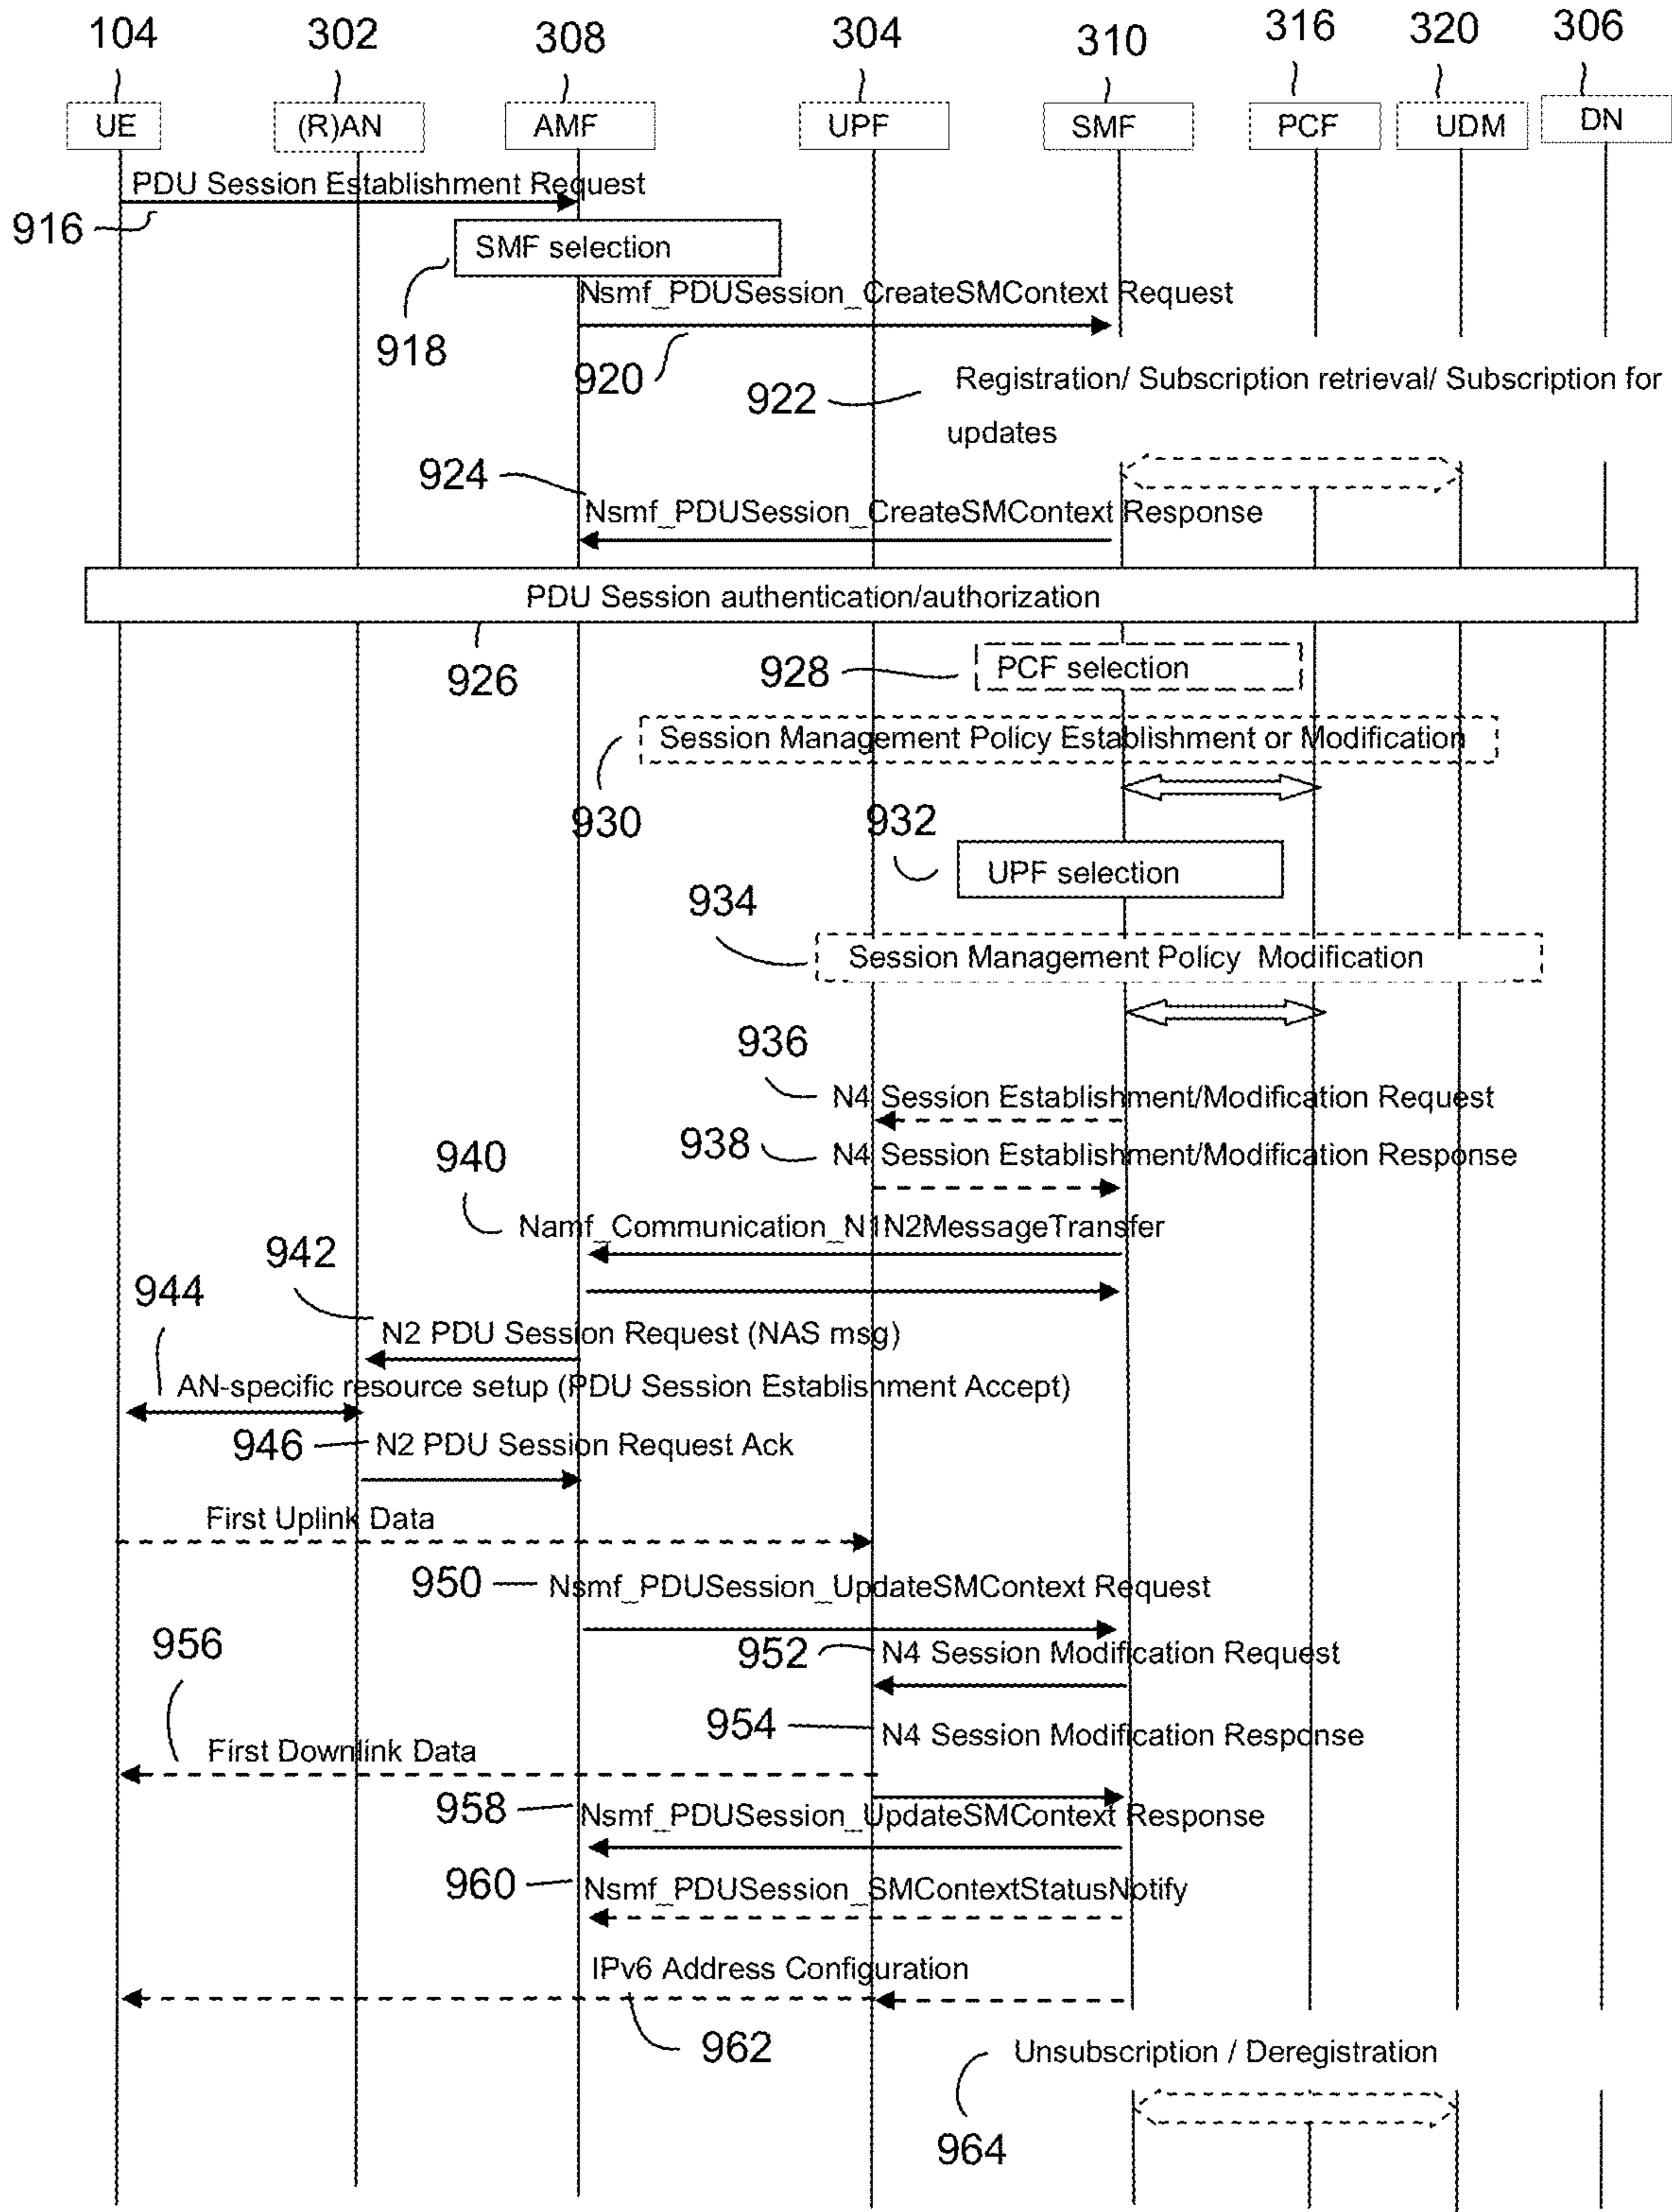 104 302 308 304 310 316 320 306
UE (R)AN AMF UPF SMF PCF UDM DN
PDU Session Establishment Request
916
SMF selection
918
Nsmf_PDUSession_CreateSMContext Request
920
922
Registration/ Subscription retrieval/ Subscription for
updates
924
Nsmf_PDUSession_CreateSMContext Response
PDU Session authentication/authorization
926
928
PCF selection
Session Management Policy Establishment or Modification
930
932
UPF selection
934
Session Management Policy Modification
936
N4 Session Establishment/Modification Request
938
N4 Session Establishment/Modification Response
940
Namf_Communication_N1N2MessageTransfer
942
944
N2 PDU Session Request (NAS msg)
AN-specific resource setup (PDU Session Establishment Accept)
946
N2 PDU Session Request Ack
First Uplink Data
950
Nsmf_PDUSession_UpdateSMContext Request
956
952
N4 Session Modification Request
954
N4 Session Modification Response
First Downlink Data
958
Nsmf_PDUSession_UpdateSMContext Response
960
Nsmf_PDUSession_SMContextStatusNotify
IPv6 Address Configuration
962
Unsubscription / Deregistration
964